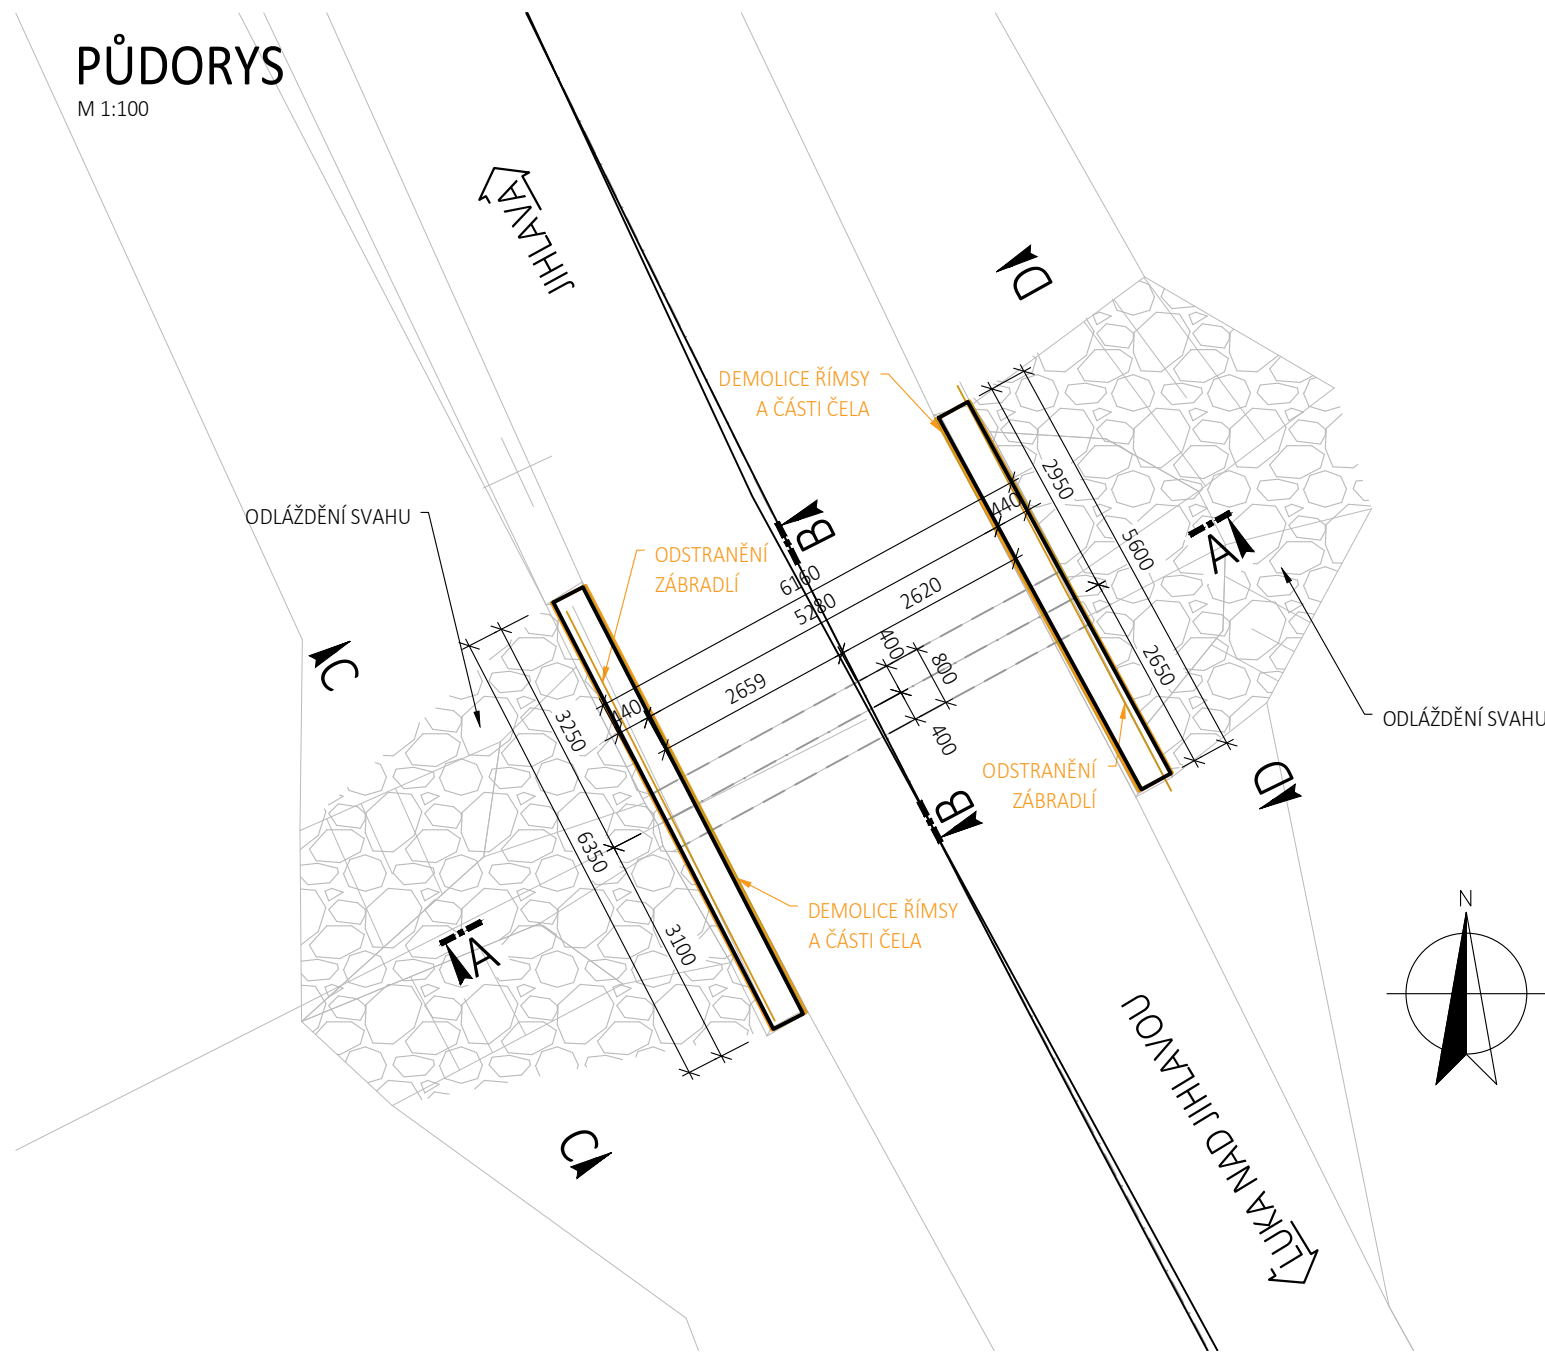 PŮDORYS
M 1:100
JIHLAVA
D
DEMOLICE ŘÍMSY
A ČÁSTI ČELA
2950
440
5600
B
A
ODLÁŽDĚNÍ SVAHU
ODSTRANĚNÍ
ZÁBRADLÍ
6160
5280
2620
400
800
2650
C
440
2659
3250
400
ODLÁŽDĚNÍ SVAHU
ODSTRANĚNÍ
ZÁBRADLÍ
D
B
6350
DEMOLICE ŘÍMSY
A ČÁSTI ČELA
3100
A
N
LUKA NAD JIHLAVOU
C